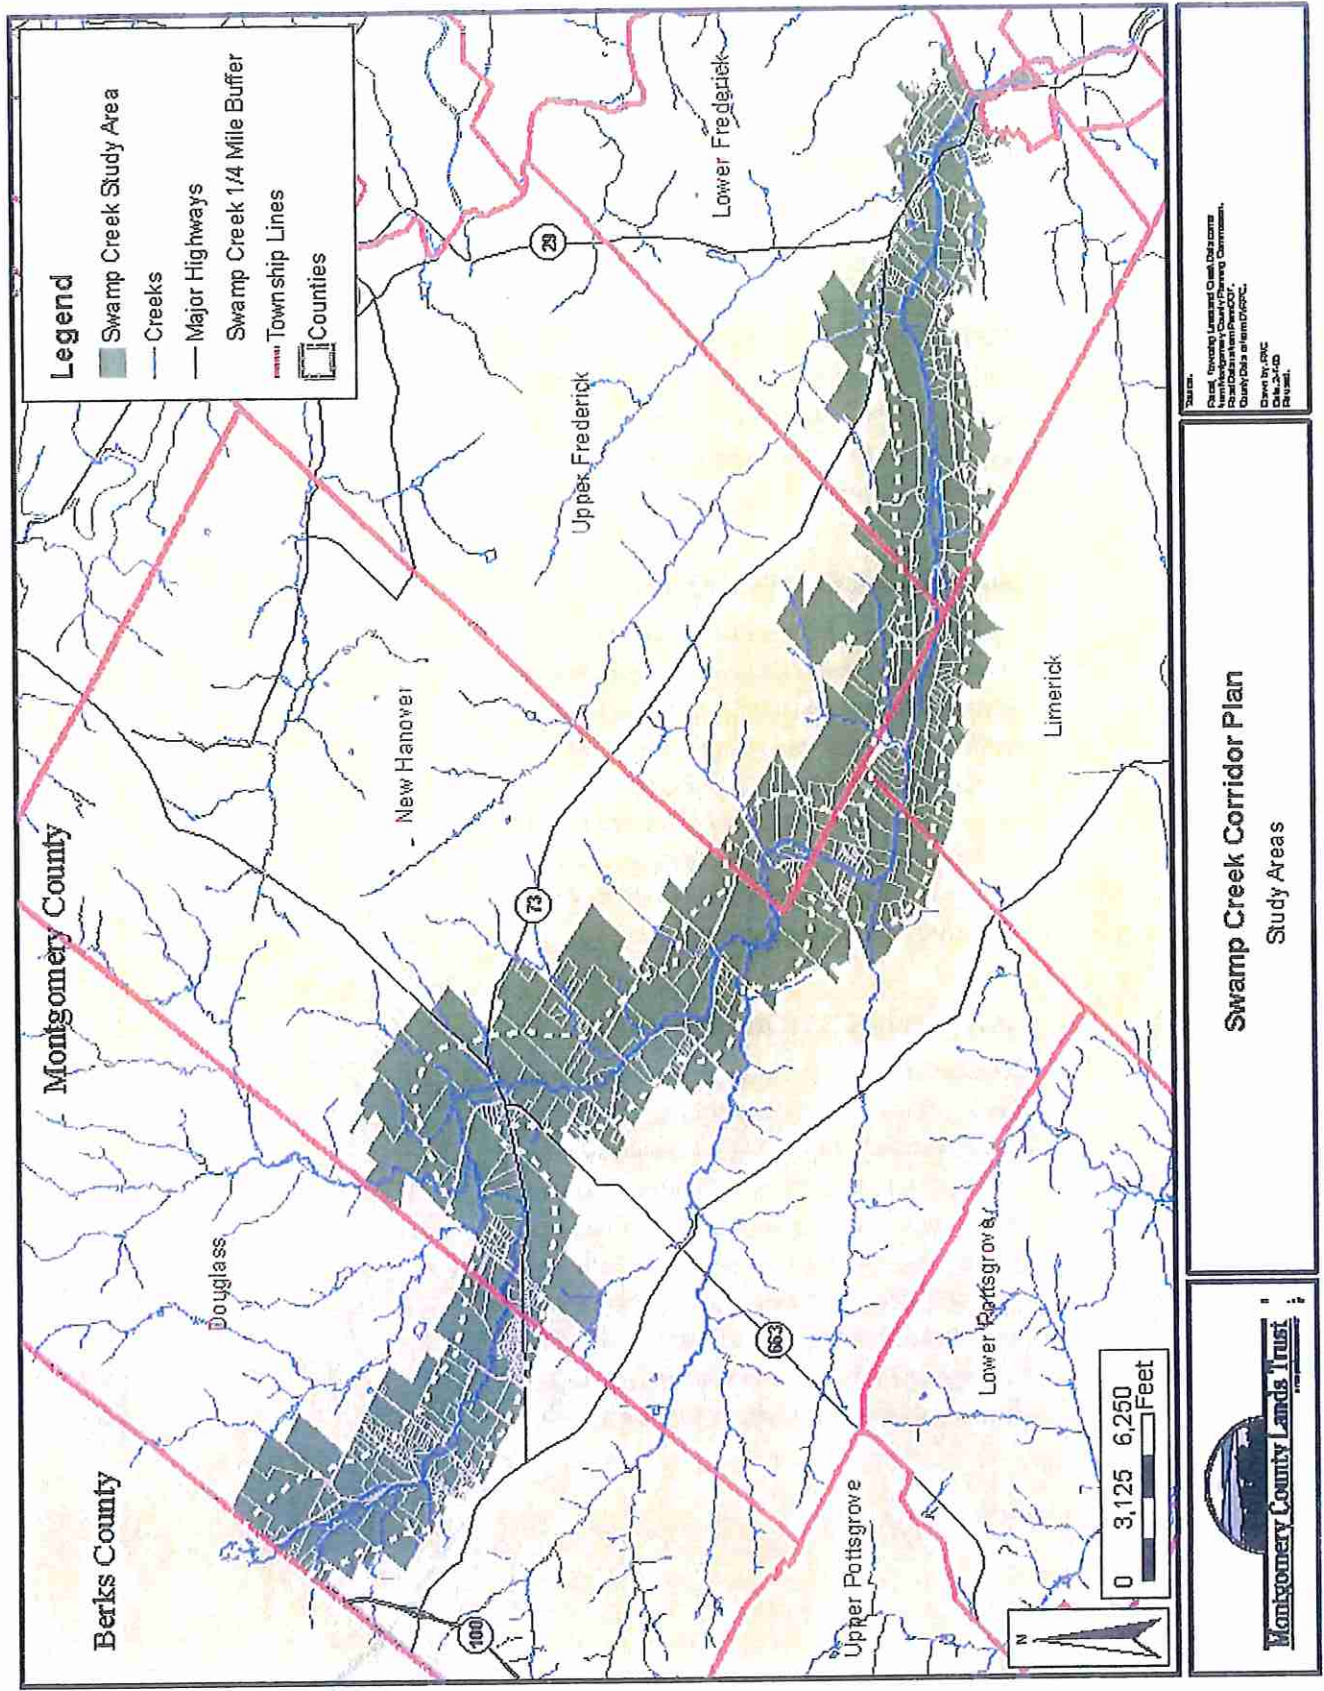 Legend
Swamp Creek Study Area
Creeks
Major Highways
Swamp Creek 1/4 Mile Buffer
Township Lines
Counties
Berks County
Montgomery County
Douglass
New Hanover
Upper Frederick
Lower Frederick
Limerick
Lower Pottsgrove
Upper Pottsgrove
100
73
663
29
N
0 3,125 6,250
Feet
Montgomery County Lands Trust
Swamp Creek Corridor Plan
Study Areas